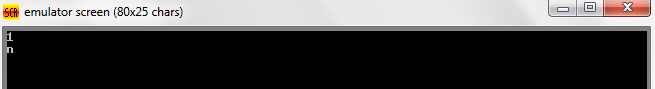 emulator screen (80x25 chars)
1
n